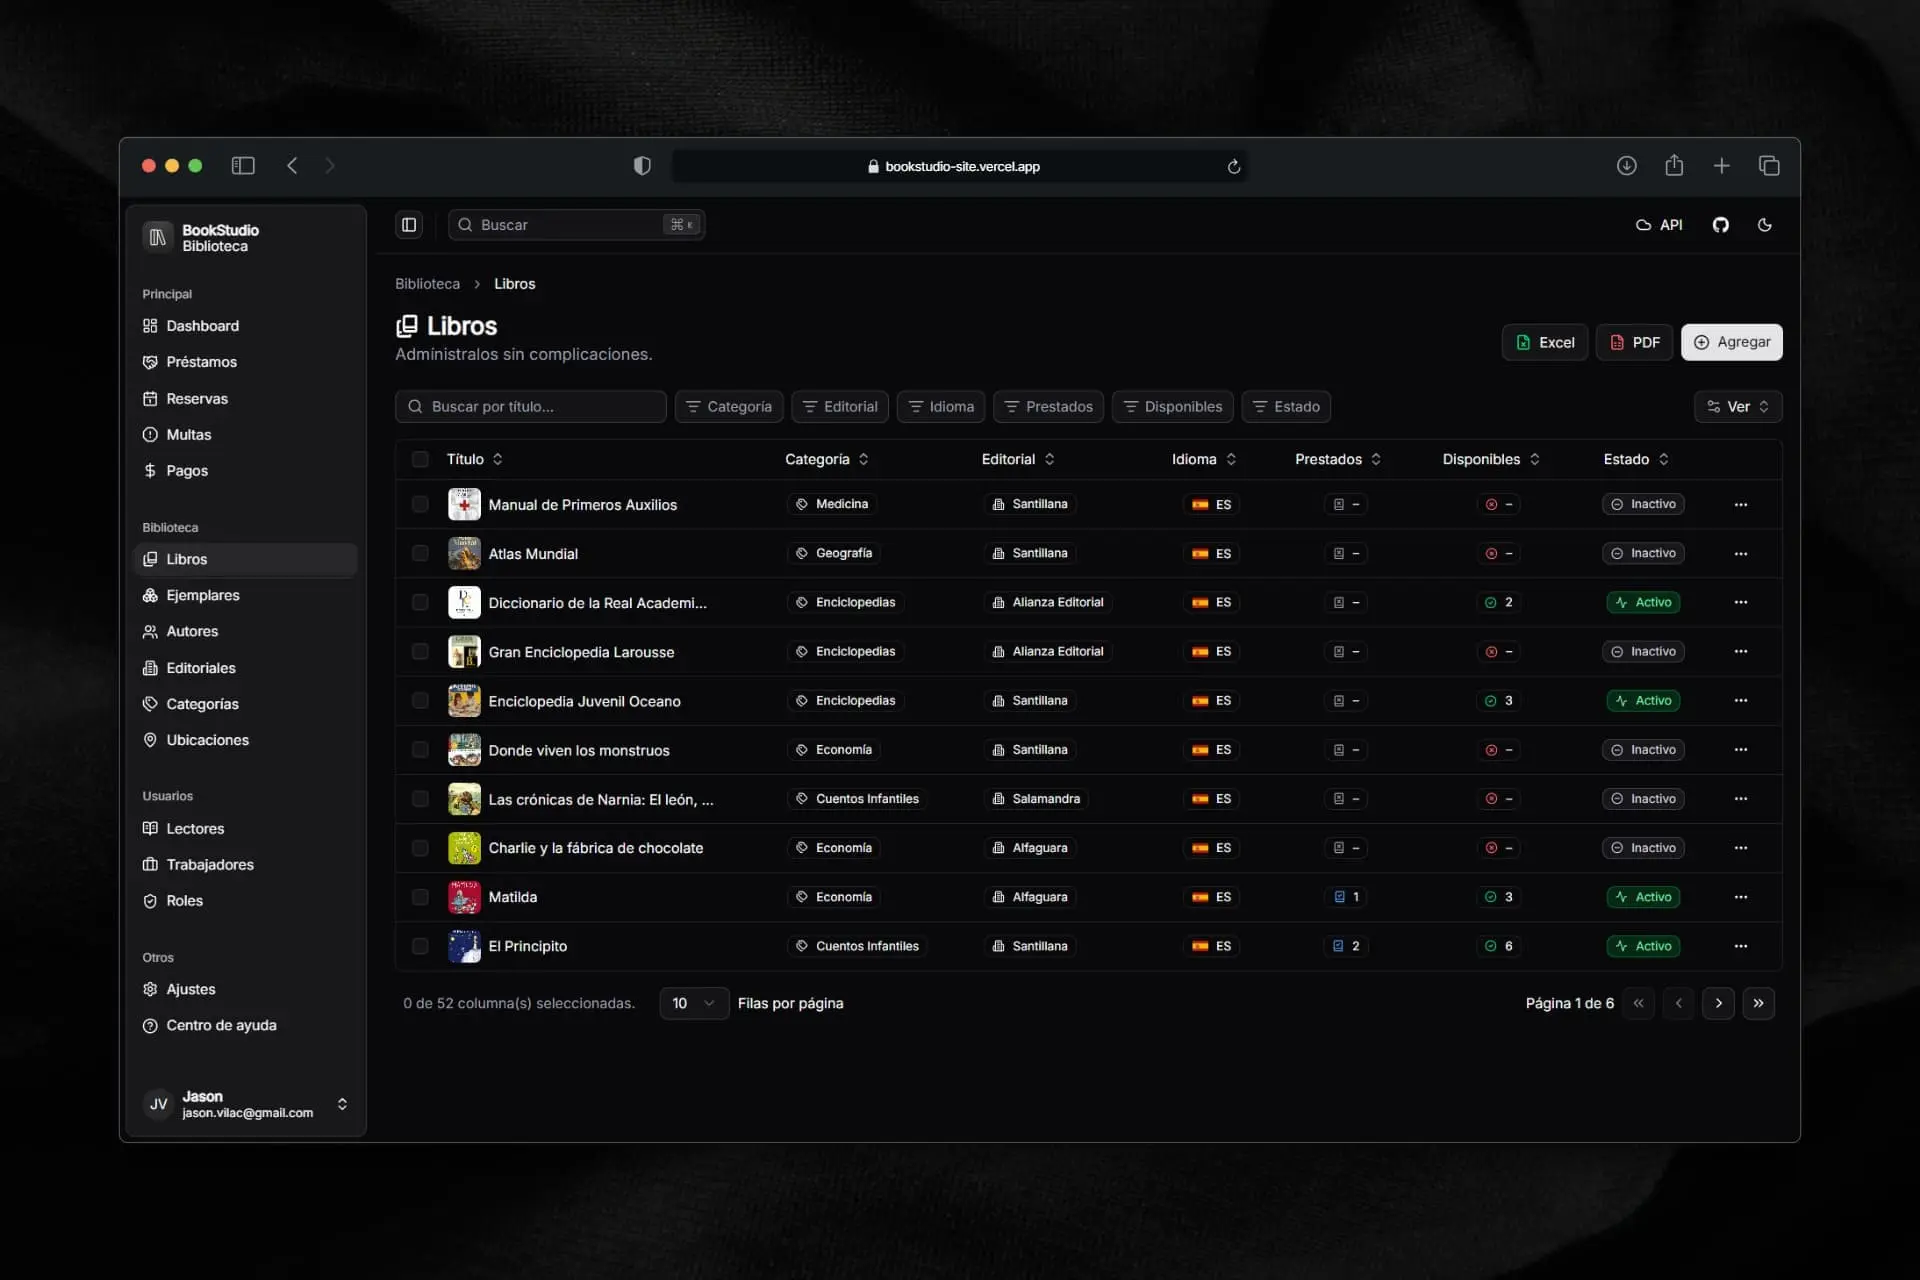 bookstudio-site.vercel.app
BookStudio
Biblioteca
Principal
Dashboard
Préstamos
Reservas
Multas
Pagos
Biblioteca
Libros
Ejemplares
Autores
Editoriales
Categorías
Ubicaciones
Usuarios
Lectores
Trabajadores
Roles
Otros
Ajustes
Centro de ayuda
JV
Jason
jason.vilac@gmail.com
Buscar ⌘ K
API
Biblioteca > Libros
Libros
Adminístralos sin complicaciones.
Excel PDF Agregar
Buscar por título... Categoría Editorial Idioma Prestados Disponibles Estado Ver
Título Categoría Editorial Idioma Prestados Disponibles Estado
Manual de Primeros Auxilios Medicina Santillana ES – – Inactivo
Atlas Mundial Geografía Santillana ES – – Inactivo
Diccionario de la Real Academi... Enciclopedias Alianza Editorial ES – 2 Activo
Gran Enciclopedia Larousse Enciclopedias Alianza Editorial ES – – Inactivo
Enciclopedia Juvenil Oceano Enciclopedias Santillana ES – 3 Activo
Donde viven los monstruos Economía Santillana ES – – Inactivo
Las crónicas de Narnia: El león, ... Cuentos Infantiles Salamandra ES – – Inactivo
Charlie y la fábrica de chocolate Economía Alfaguara ES – – Inactivo
Matilda Economía Alfaguara ES 1 3 Activo
El Principito Cuentos Infantiles Santillana ES 2 6 Activo
0 de 52 columna(s) seleccionadas. 10 Filas por página Página 1 de 6